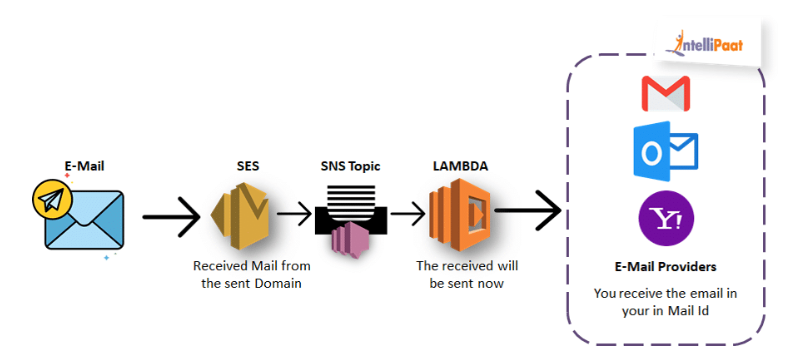 intelliPaat
E-Mail
SES
SNS Topic
LAMBDA
Received Mail from
the sent Domain
The received will
be sent now
E-Mail Providers
You receive the email in
your in Mail Id